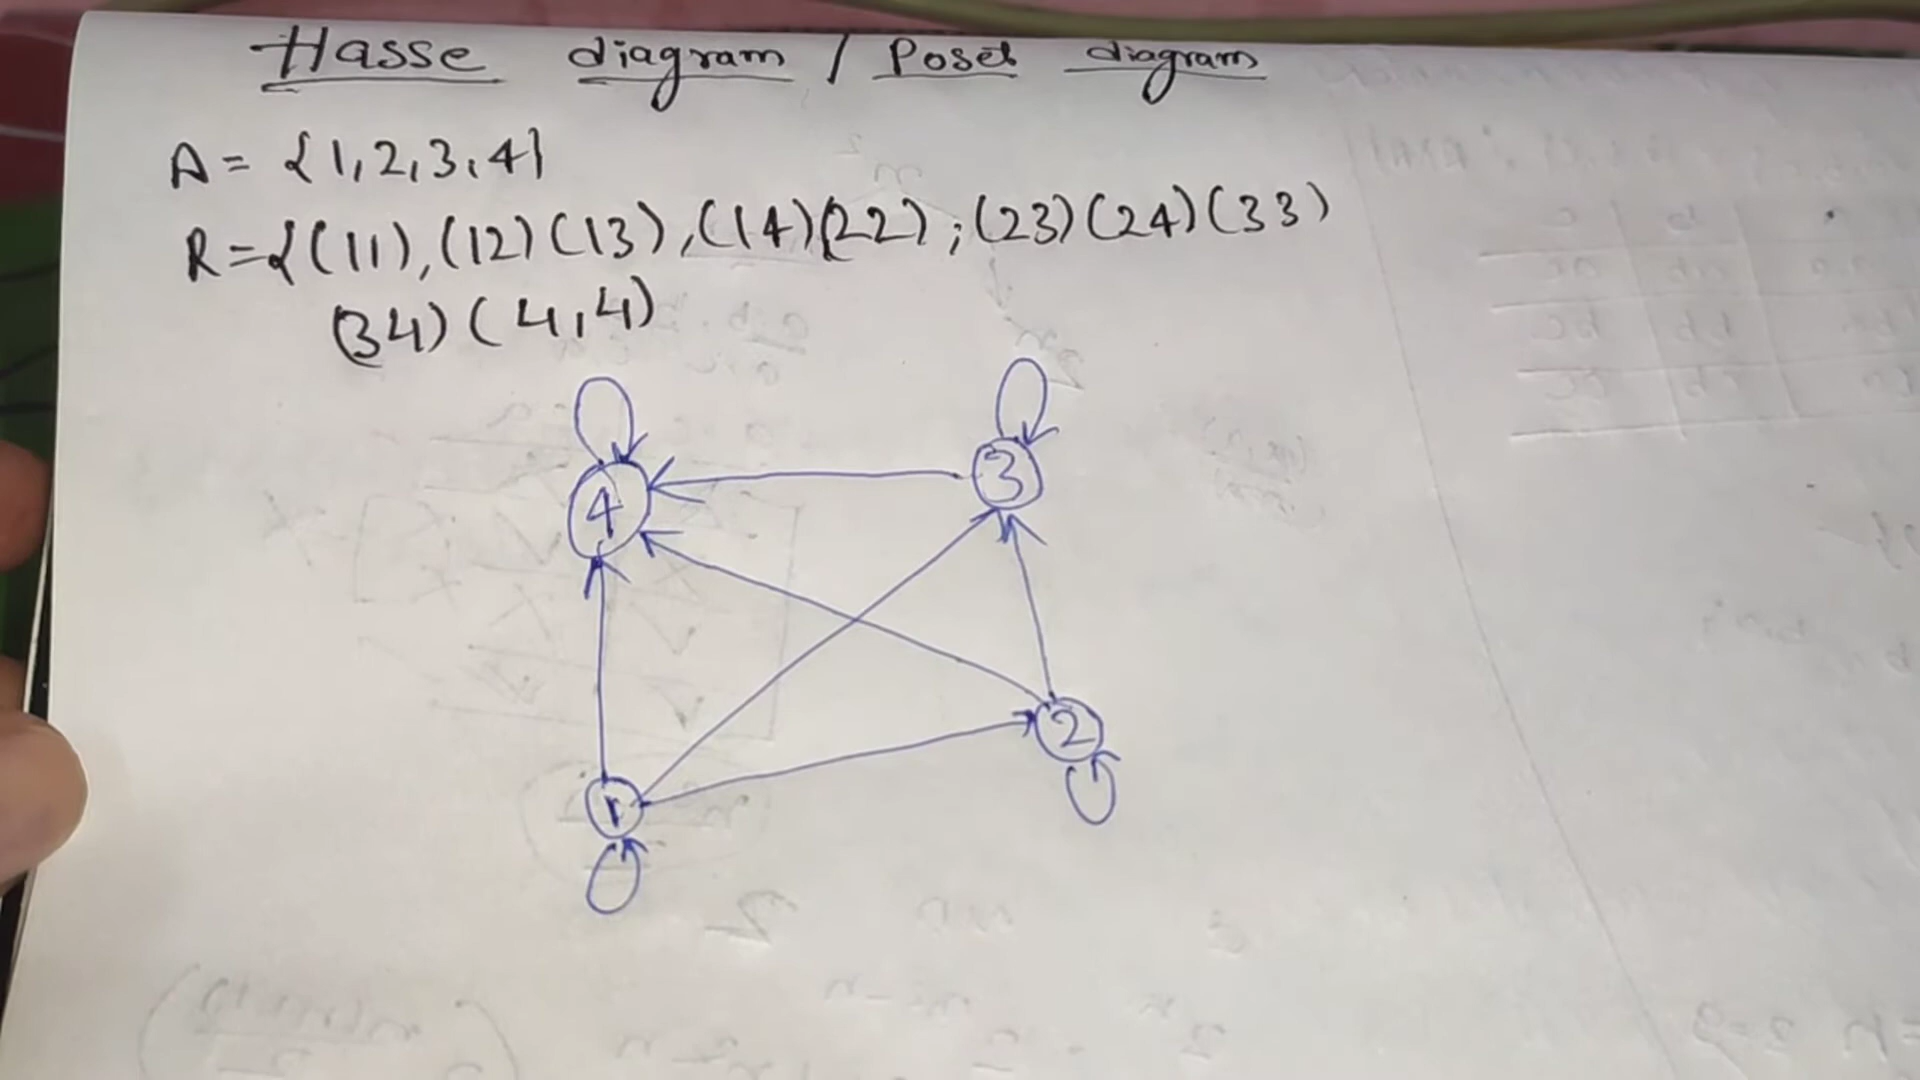 Hasse diagram / Poset diagram
A = {1,2,3,4}
R={(11),(12)(13),(14)(22);(23)(24)(33)
(34)(4,4)
4
3
2
1